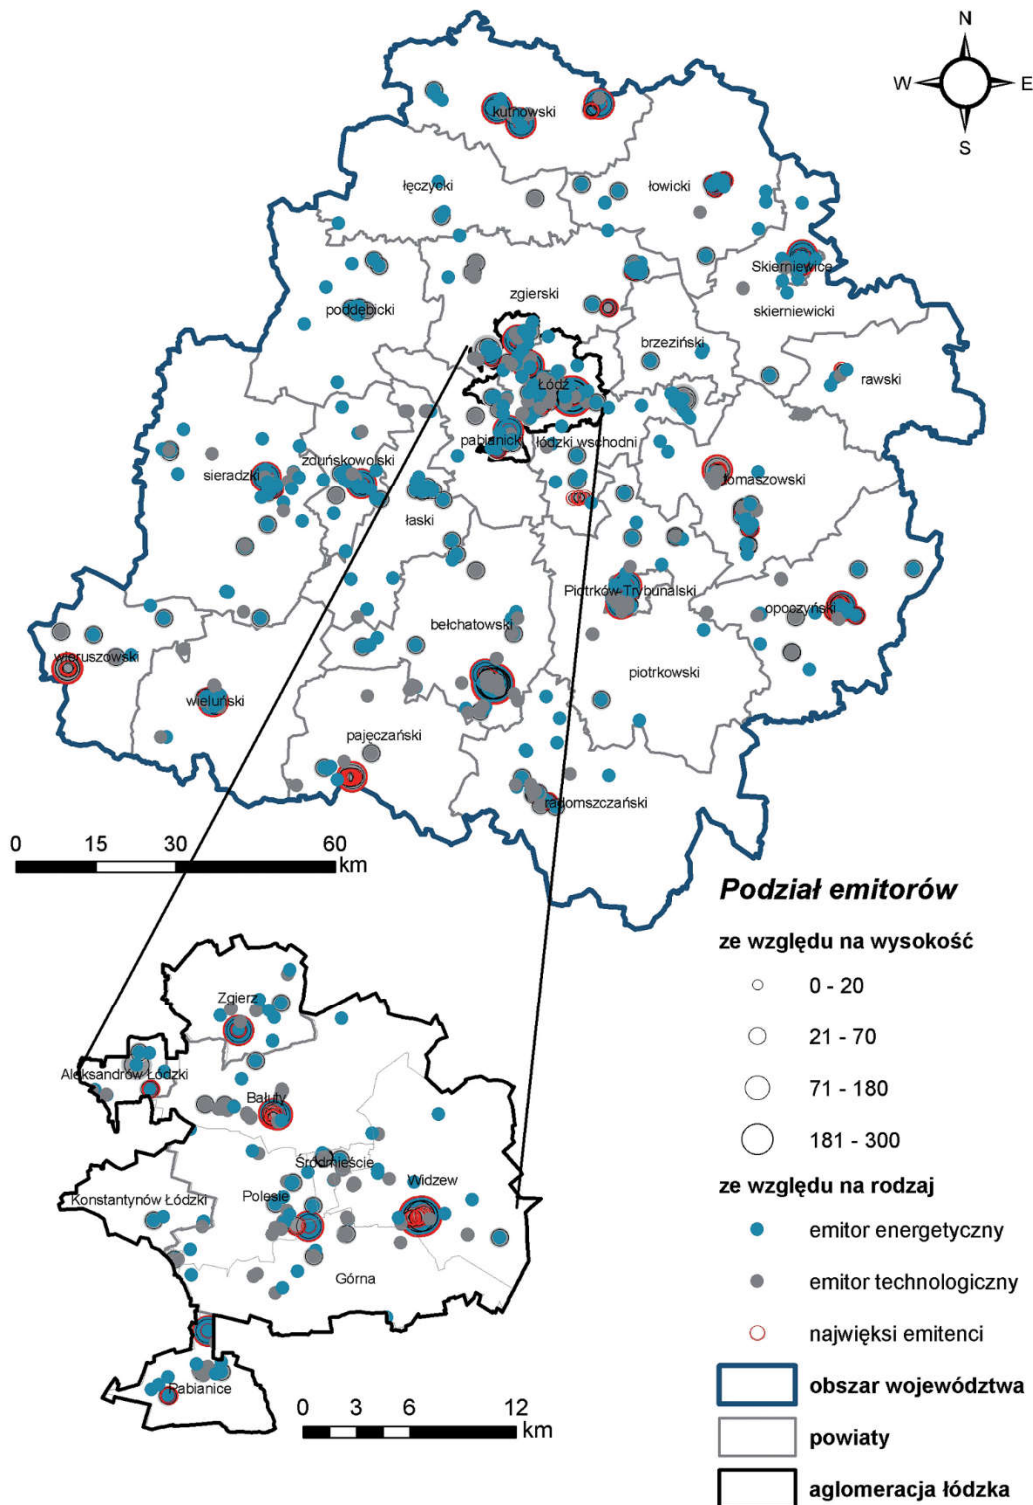 N
W E
S
kutnowski
łęczycki
łowicki
Skierniewice
zgierski
skierniewicki
poddębicki
brzeziński
rawski
Łódź
pabianicki
łódzki wschodni
zduńskowolski
sieradzki
tomaszowski
łaski
Piotrków Trybunalski
opoczyński
bełchatowski
wieruszowski
piotrkowski
wieluński
pajęczański
radomszczański
0 15 30 60
km
Podział emitorów
ze względu na wysokość
0 - 20
21 - 70
71 - 180
181 - 300
ze względu na rodzaj
emitor energetyczny
emitor technologiczny
najwięksi emitenci
obszar województwa
powiaty
aglomeracja łódzka
Zgierz
Aleksandrów Łódzki
Bałuty
Śródmieście
Widzew
Konstantynów Łódzki
Polesie
Górna
Pabianice
0 3 6 12
km